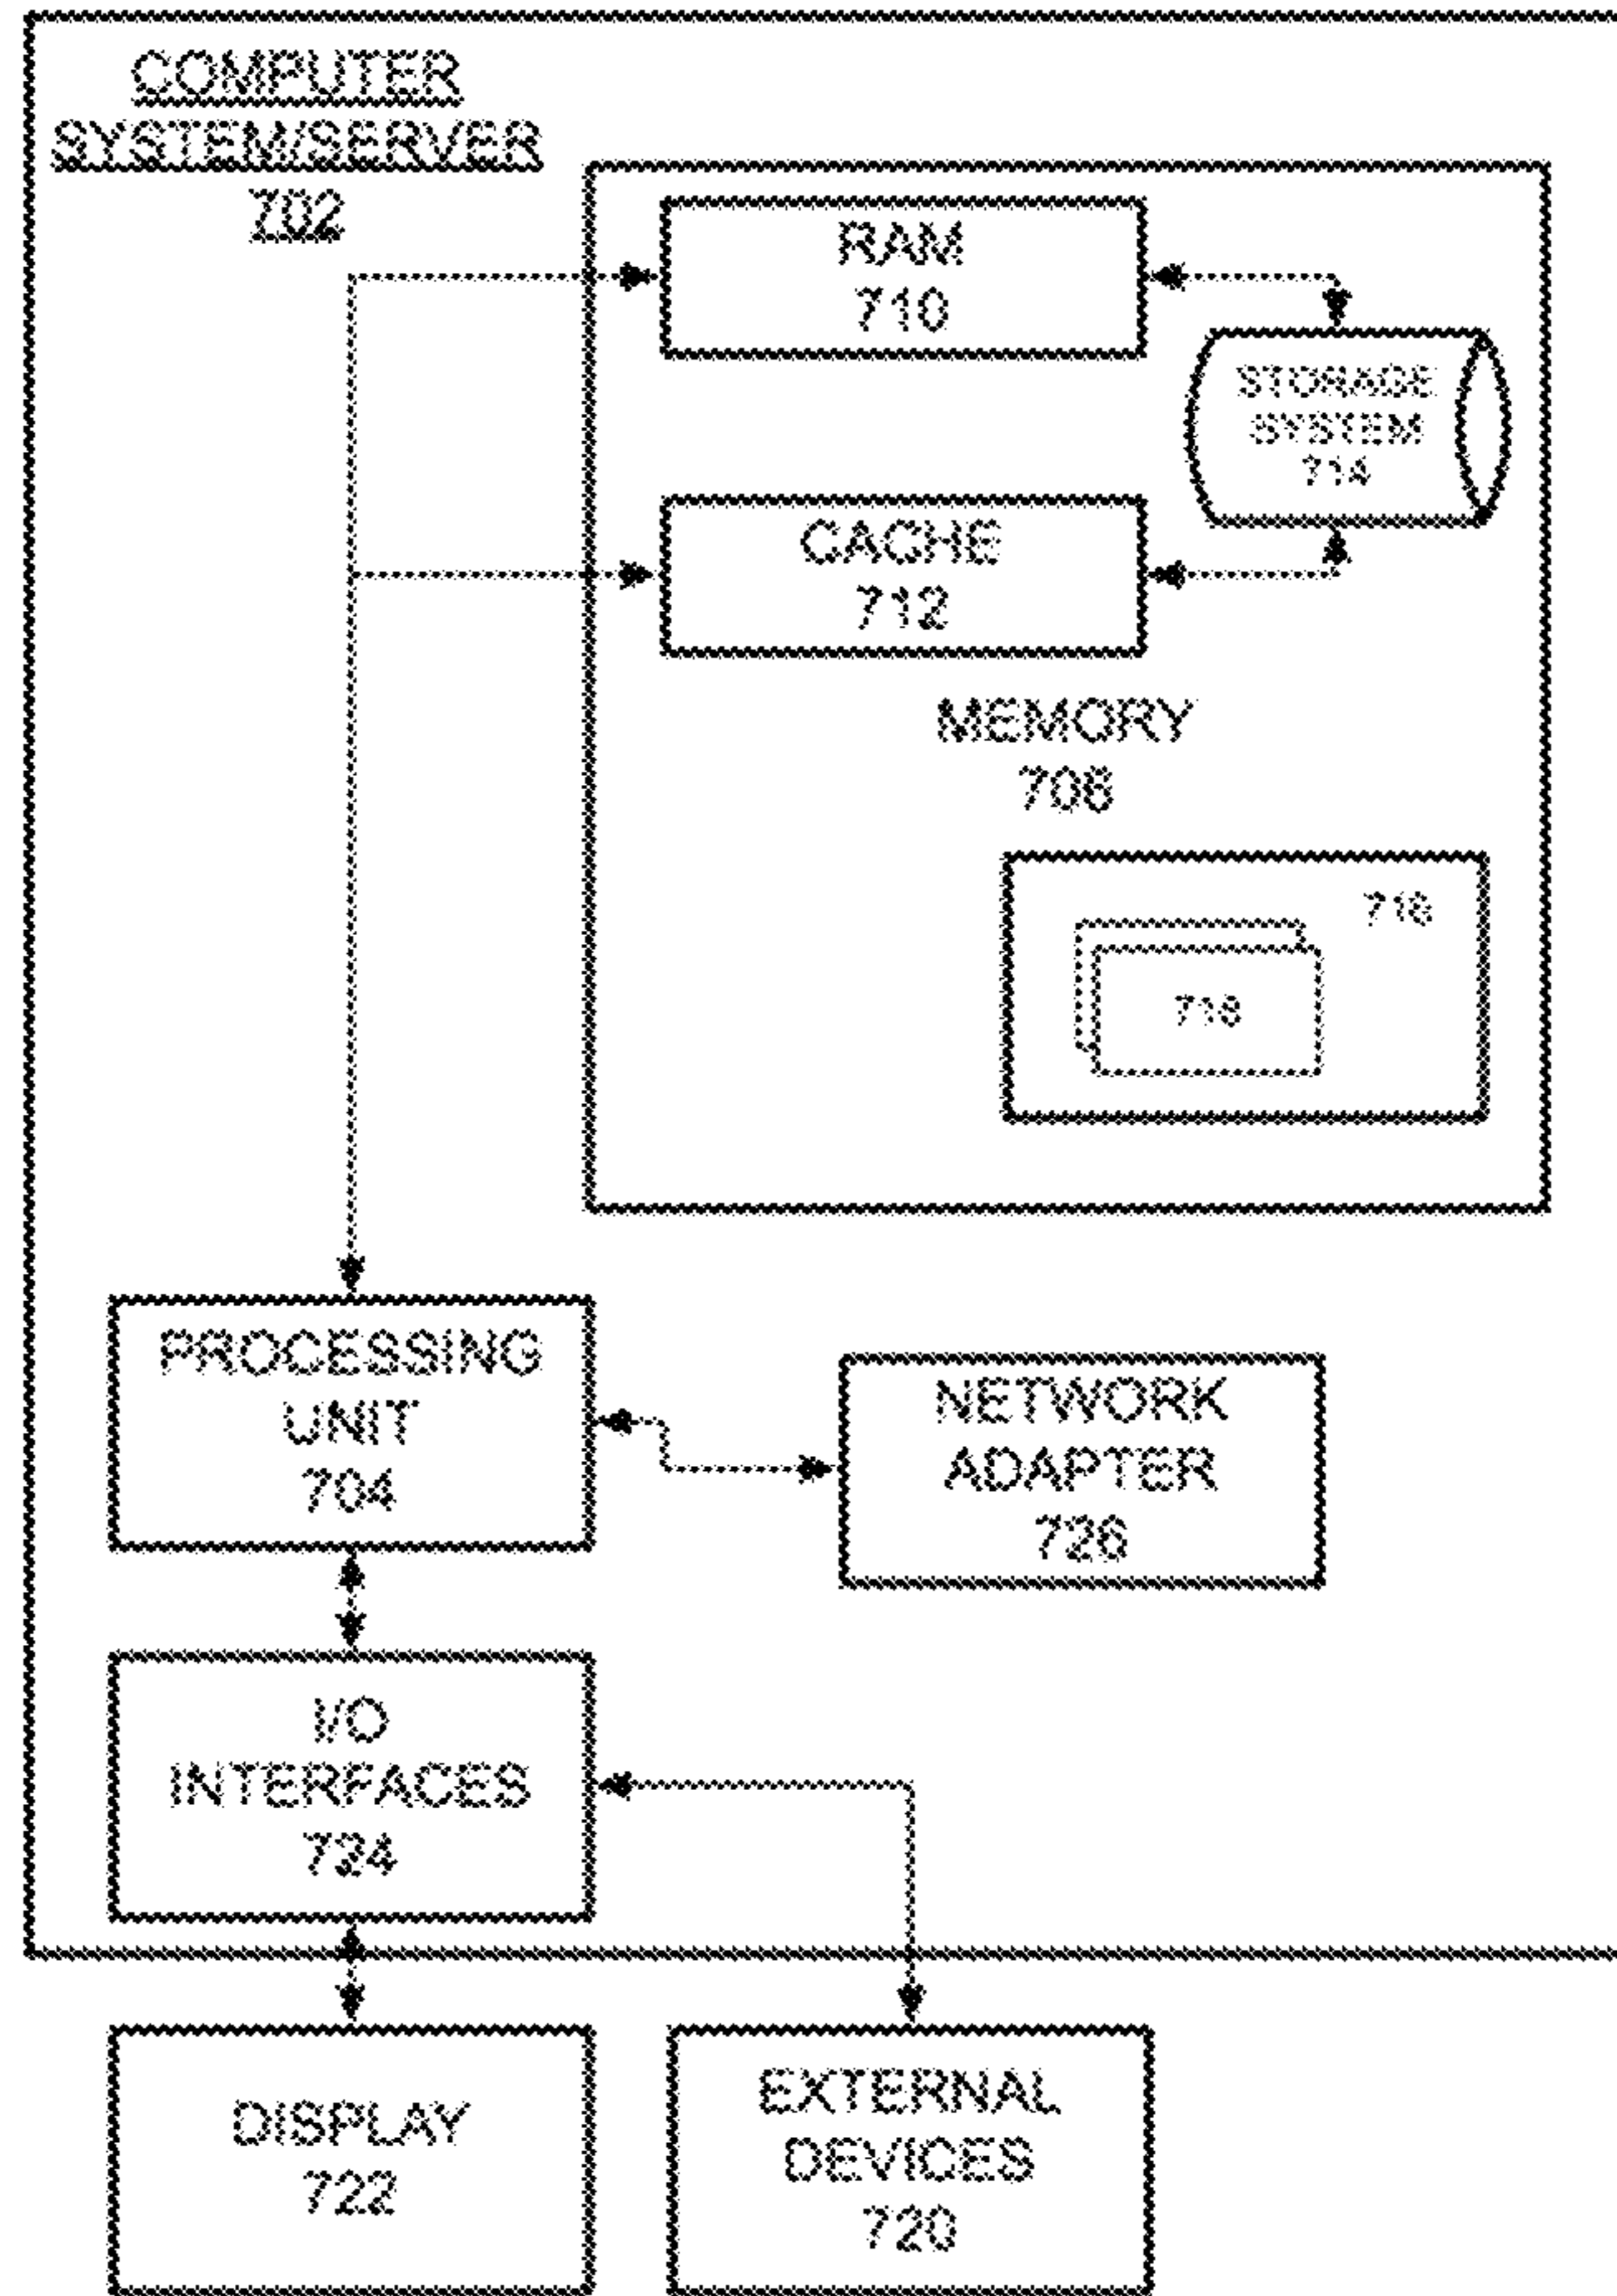 COMPUTER
SYSTEM/SERVER
702
RAM
710
STORAGE
SYSTEM
714
CACHE
712
MEMORY
706
PROCESSING
UNIT
704
NETWORK
ADAPTER
726
I/O
INTERFACES
724
DISPLAY
722
EXTERNAL
DEVICES
720